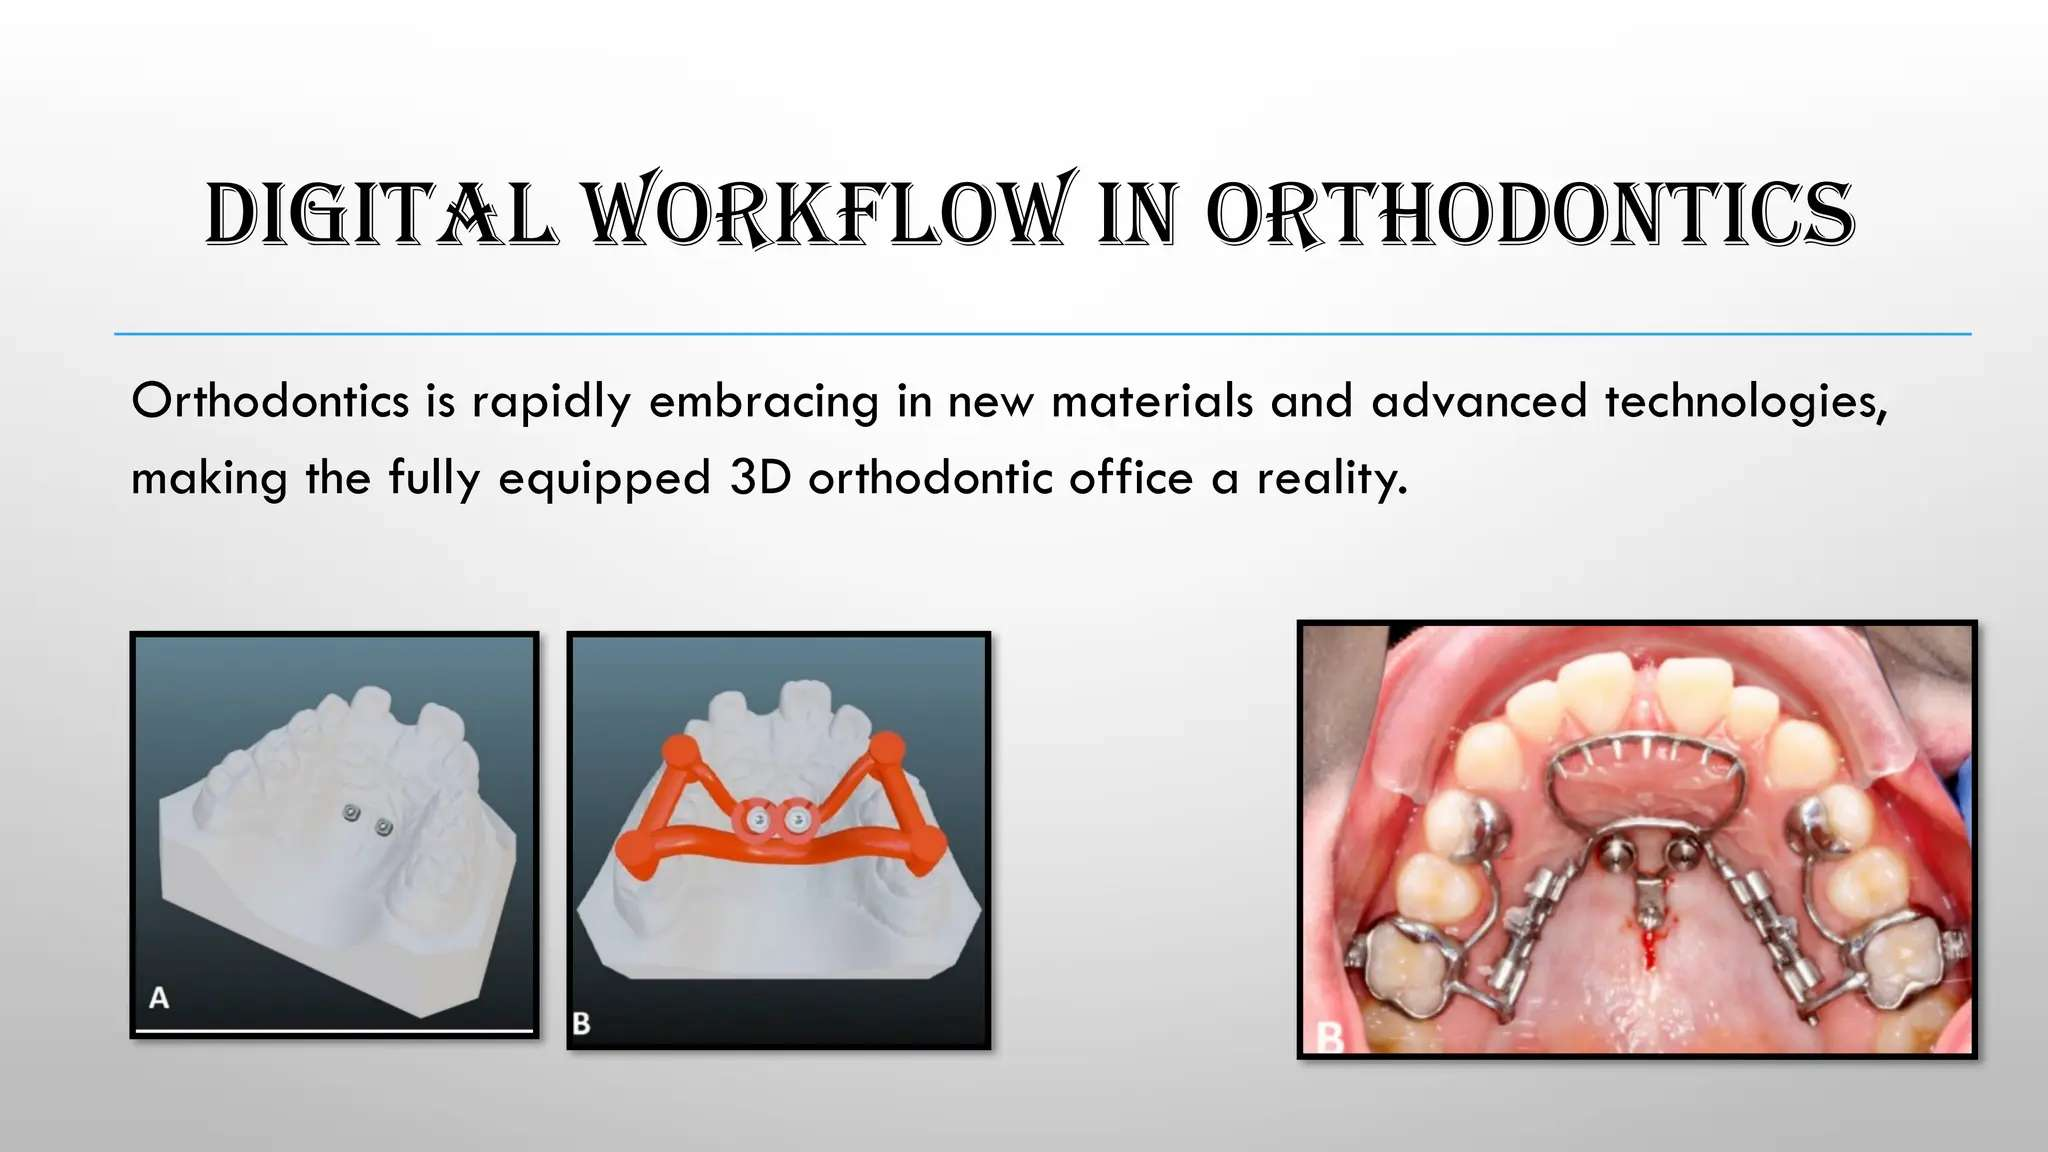 DIGITAL WORKFLOW IN ORTHODONTICS
Orthodontics is rapidly embracing in new materials and advanced technologies,
making the fully equipped 3D orthodontic office a reality.
A
B
B